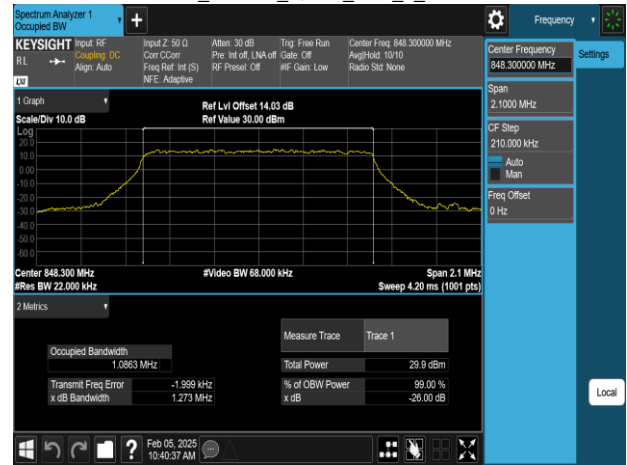 Spectrum Analyzer 1
Occupied BW
Frequency
KEYSIGHT
RL
LXI
Input: RF
Coupling: DC
Align: Auto
Input Z: 50 Ω
Corr CCorr
Freq Ref: Int (S)
NFE: Adaptive
Atten: 30 dB
Pre: Int off, LNA off
RF Presel: Off
Trig: Free Run
Gate: Off
#IF Gain: Low
Center Freq: 848.300000 MHz
Avg|Hold: 10/10
Radio Std: None
1 Graph
Scale/Div 10.0 dB
Ref Lvl Offset 14.03 dB
Ref Value 30.00 dBm
Log
20.0
10.0
0.00
-10.0
-20.0
-30.0
-40.0
-50.0
-60.0
Center 848.300 MHz
#Res BW 22.000 kHz
#Video BW 68.000 kHz
Span 2.1 MHz
Sweep 4.20 ms (1001 pts)
2 Metrics
Measure Trace Trace 1
Occupied Bandwidth
1.0863 MHz
Total Power 29.9 dBm
Transmit Freq Error -1.999 kHz
% of OBW Power 99.00 %
x dB Bandwidth 1.273 MHz
x dB -26.00 dB
Center Frequency
848.300000 MHz
Settings
Span
2.1000 MHz
CF Step
210.000 kHz
Auto
Man
Freq Offset
0 Hz
Local
?
Feb 05, 2025
10:40:37 AM